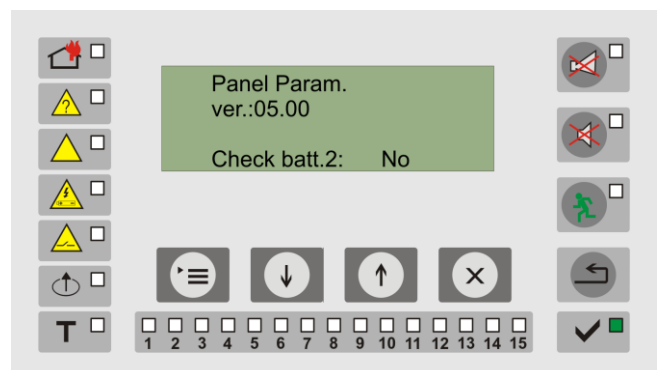 Panel Param.
ver.:05.00
Check batt.2: No
?
T
1 2 3 4 5 6 7 8 9 10 11 12 13 14 15